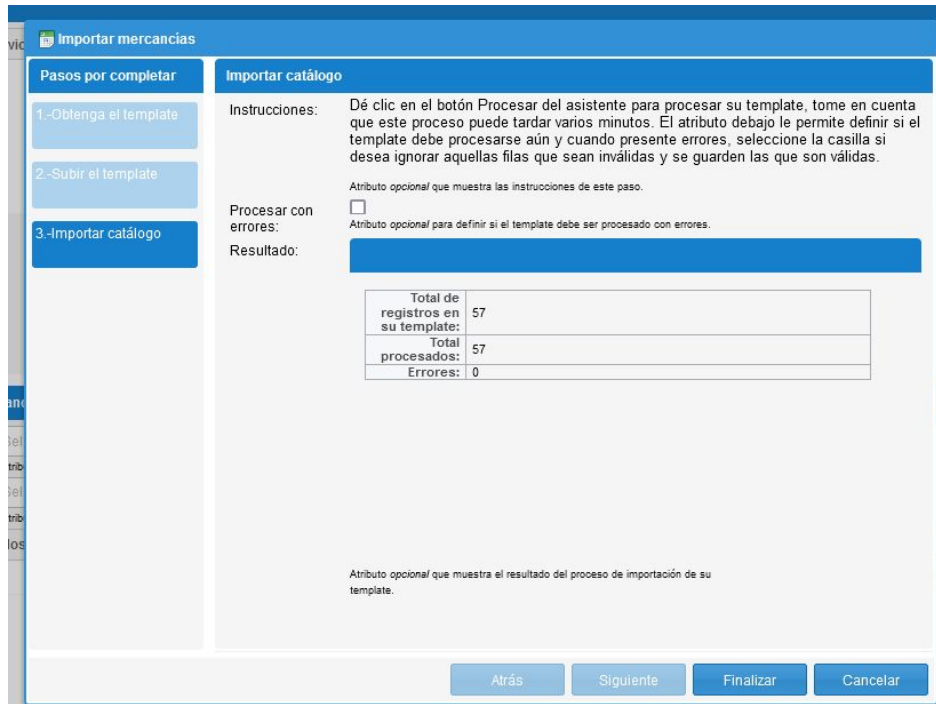 Importar mercancías
Pasos por completar
1.-Obtenga el template
2.-Subir el template
3.-Importar catálogo
Importar catálogo
Instrucciones:
Dé clic en el botón Procesar del asistente para procesar su template, tome en cuenta
que este proceso puede tardar varios minutos. El atributo debajo le permite definir si el
template debe procesarse aún y cuando presente errores, seleccione la casilla si
desea ignorar aquellas filas que sean inválidas y se guarden las que son válidas.
Atributo opcional que muestra las instrucciones de este paso.
Procesar con
errores:
Atributo opcional para definir si el template debe ser procesado con errores.
Resultado:
Total de
registros en
su template:
57
Total
procesados:
57
Errores: 0
Atributo opcional que muestra el resultado del proceso de importación de su
template.
Atrás
Siguiente
Finalizar
Cancelar